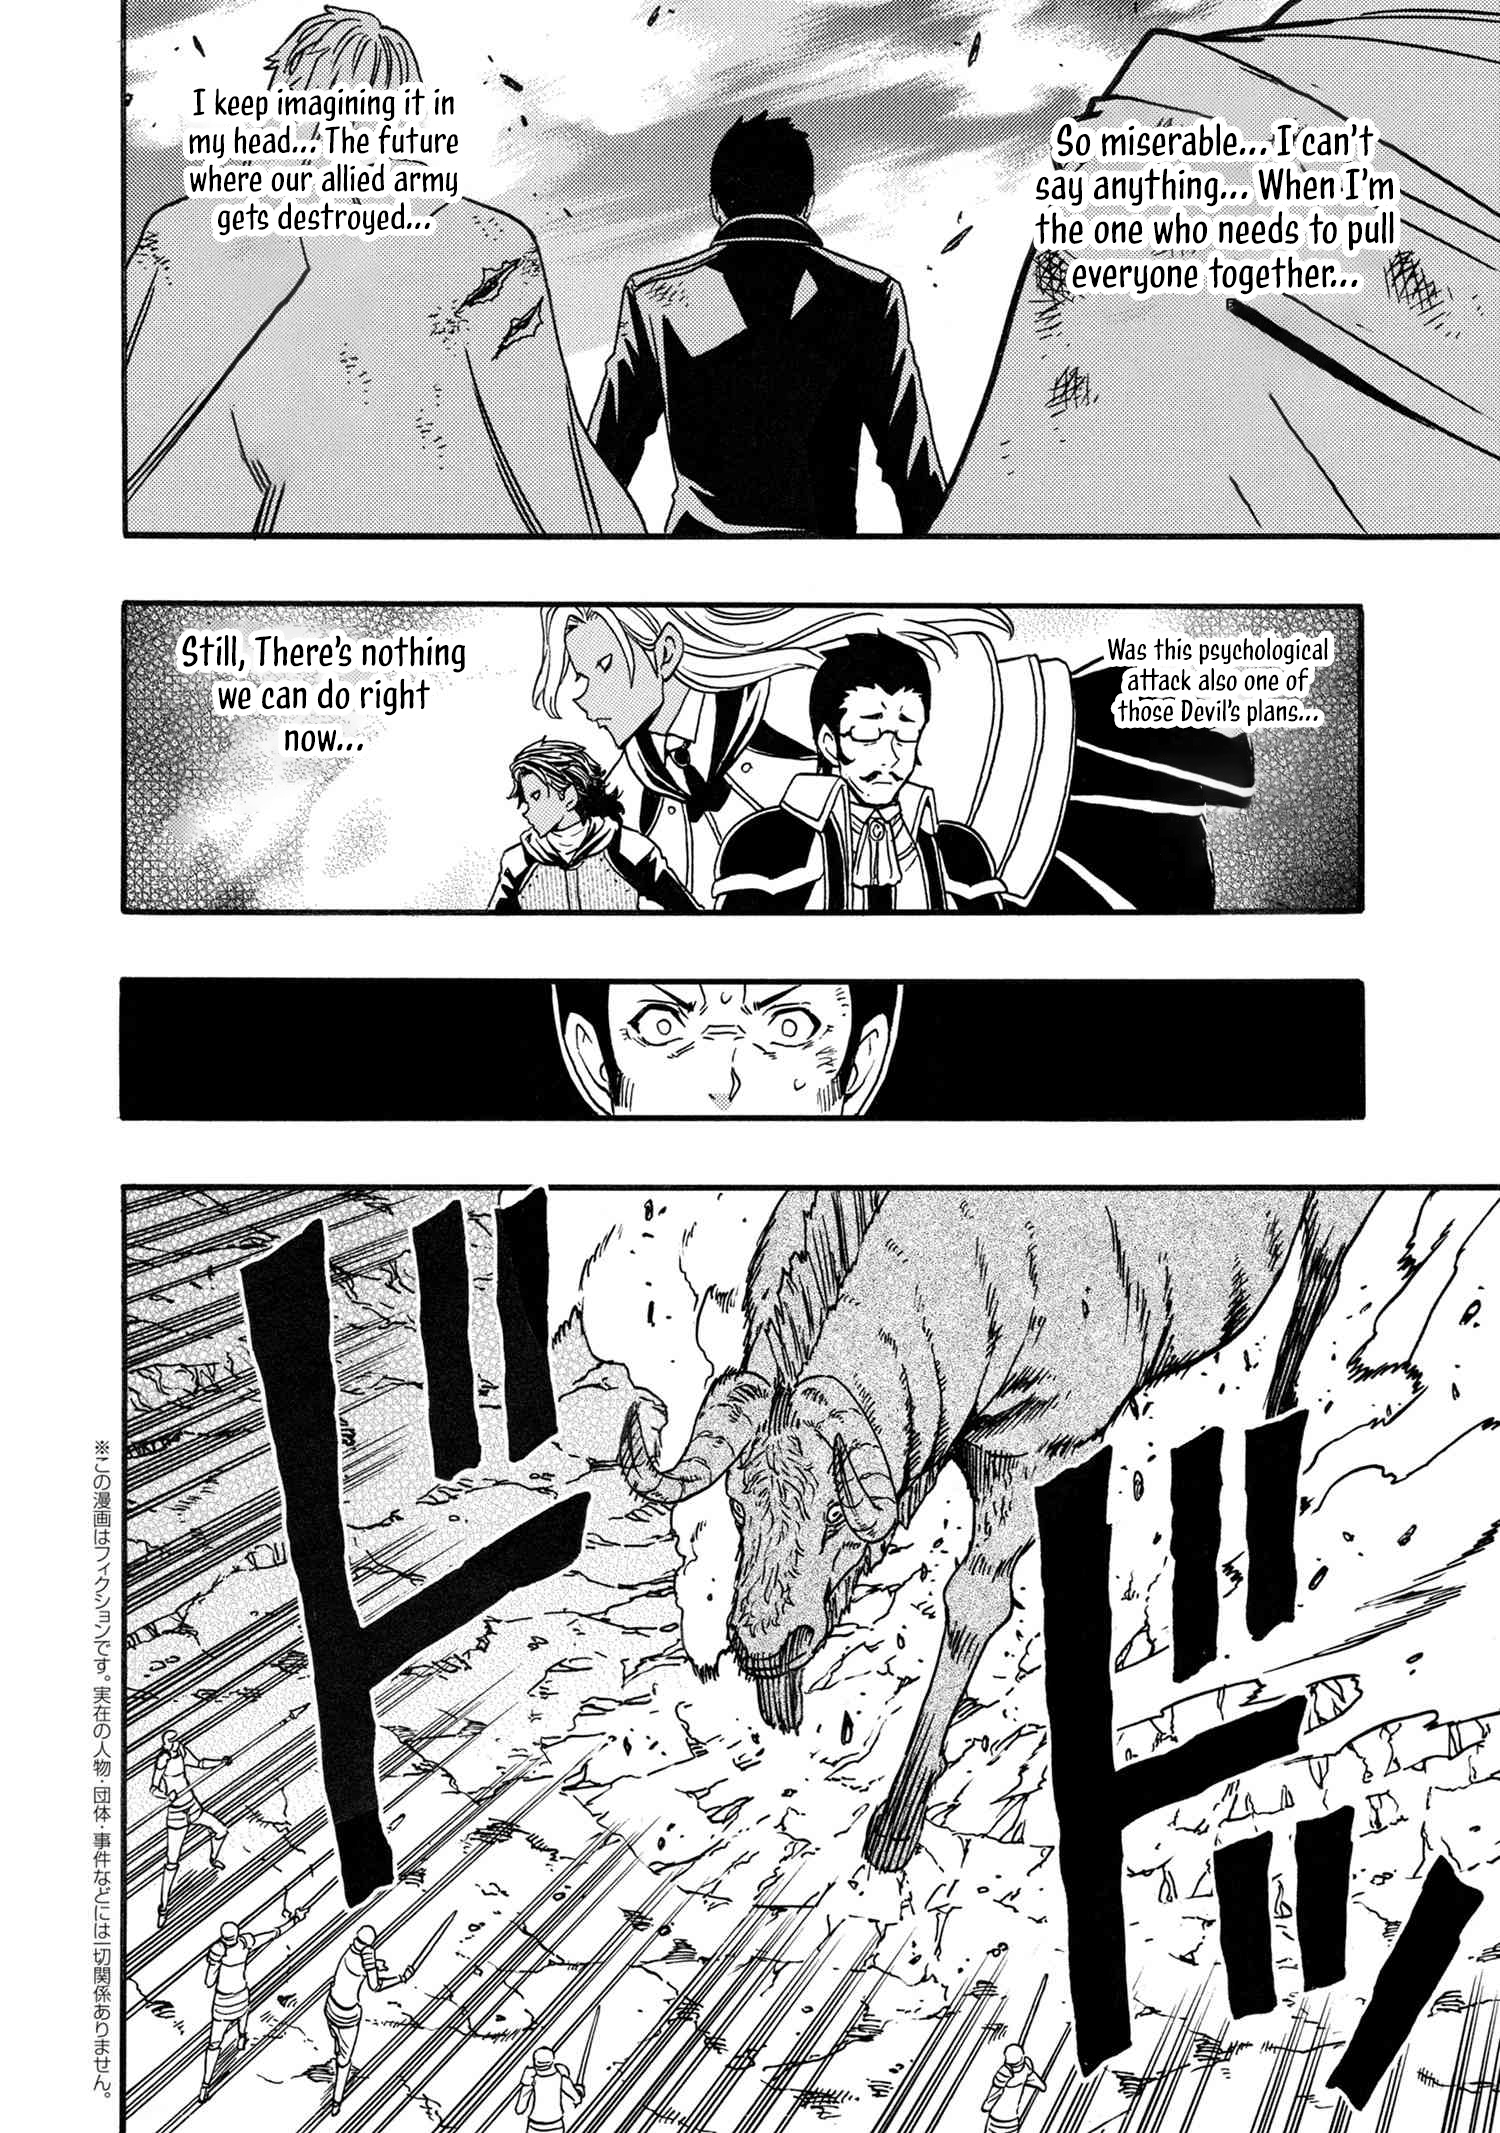 So miserable... I can't
say anything... When I'm
the one who needs to pull
everyone together...
I keep imagining it in
my head... The future
where our allied army
gets destroyed...
Was this psychological
attack also one of
those Devil's plans...
Still, There's nothing
we can do right
now...
ドド
ドドッ
※この漫画はフィクションです。実在の人物・団体・事件などには一切関係ありません。